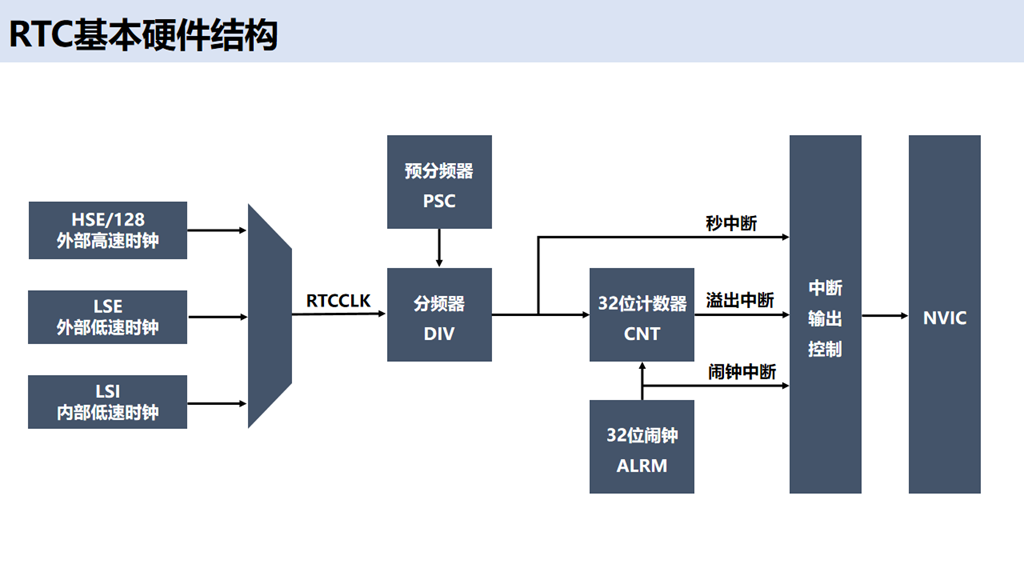 RTC基本硬件结构
HSE/128
外部高速时钟
LSE
外部低速时钟
LSI
内部低速时钟
RTCCLK
预分频器
PSC
分频器
DIV
32位计数器
CNT
32位闹钟
ALRM
秒中断
溢出中断
闹钟中断
中断
输出
控制
NVIC